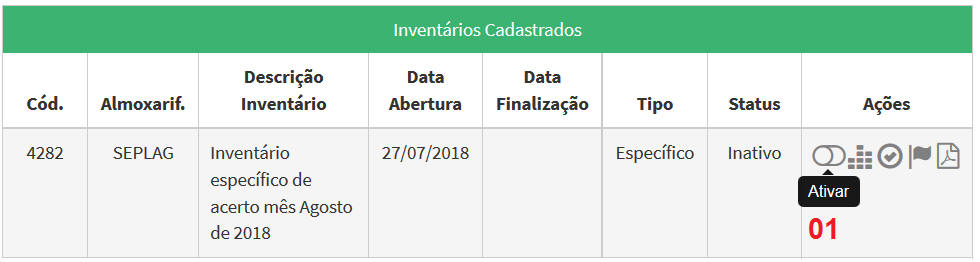 Inventários Cadastrados
Cód.
Almoxarif.
Descrição
Inventário
Data
Abertura
Data
Finalização
Tipo
Status
Ações
4282
SEPLAG
Inventário
específico de
acerto mês Agosto
de 2018
27/07/2018
Específico
Inativo
Ativar
01